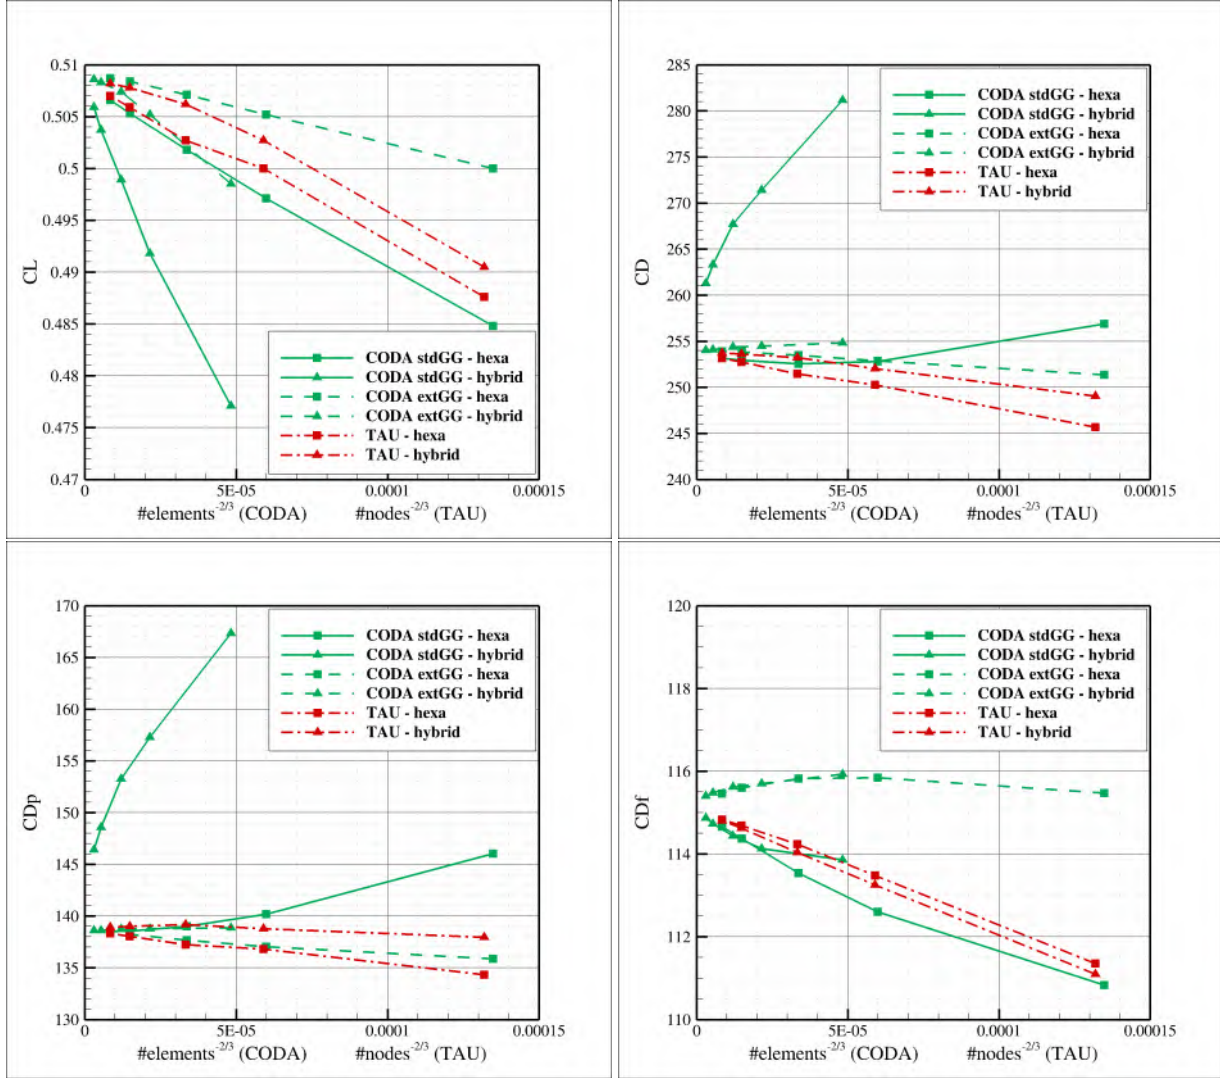 0.51
0.505
0.5
0.495
0.49
0.485
0.48
0.475
0.47
CL
CODA stdGG - hexa
CODA stdGG - hybrid
CODA extGG - hexa
CODA extGG - hybrid
TAU - hexa
TAU - hybrid
0 5E-05 0.0001 0.00015
#elements^-2/3 (CODA) #nodes^-2/3 (TAU)
285
280
275
270
265
260
255
250
245
240
CD
CODA stdGG - hexa
CODA stdGG - hybrid
CODA extGG - hexa
CODA extGG - hybrid
TAU - hexa
TAU - hybrid
0 5E-05 0.0001 0.00015
#elements^-2/3 (CODA) #nodes^-2/3 (TAU)
170
165
160
155
150
145
140
135
130
CDp
CODA stdGG - hexa
CODA stdGG - hybrid
CODA extGG - hexa
CODA extGG - hybrid
TAU - hexa
TAU - hybrid
0 5E-05 0.0001 0.00015
#elements^-2/3 (CODA) #nodes^-2/3 (TAU)
120
118
116
114
112
110
CDf
CODA stdGG - hexa
CODA stdGG - hybrid
CODA extGG - hexa
CODA extGG - hybrid
TAU - hexa
TAU - hybrid
0 5E-05 0.0001 0.00015
#elements^-2/3 (CODA) #nodes^-2/3 (TAU)